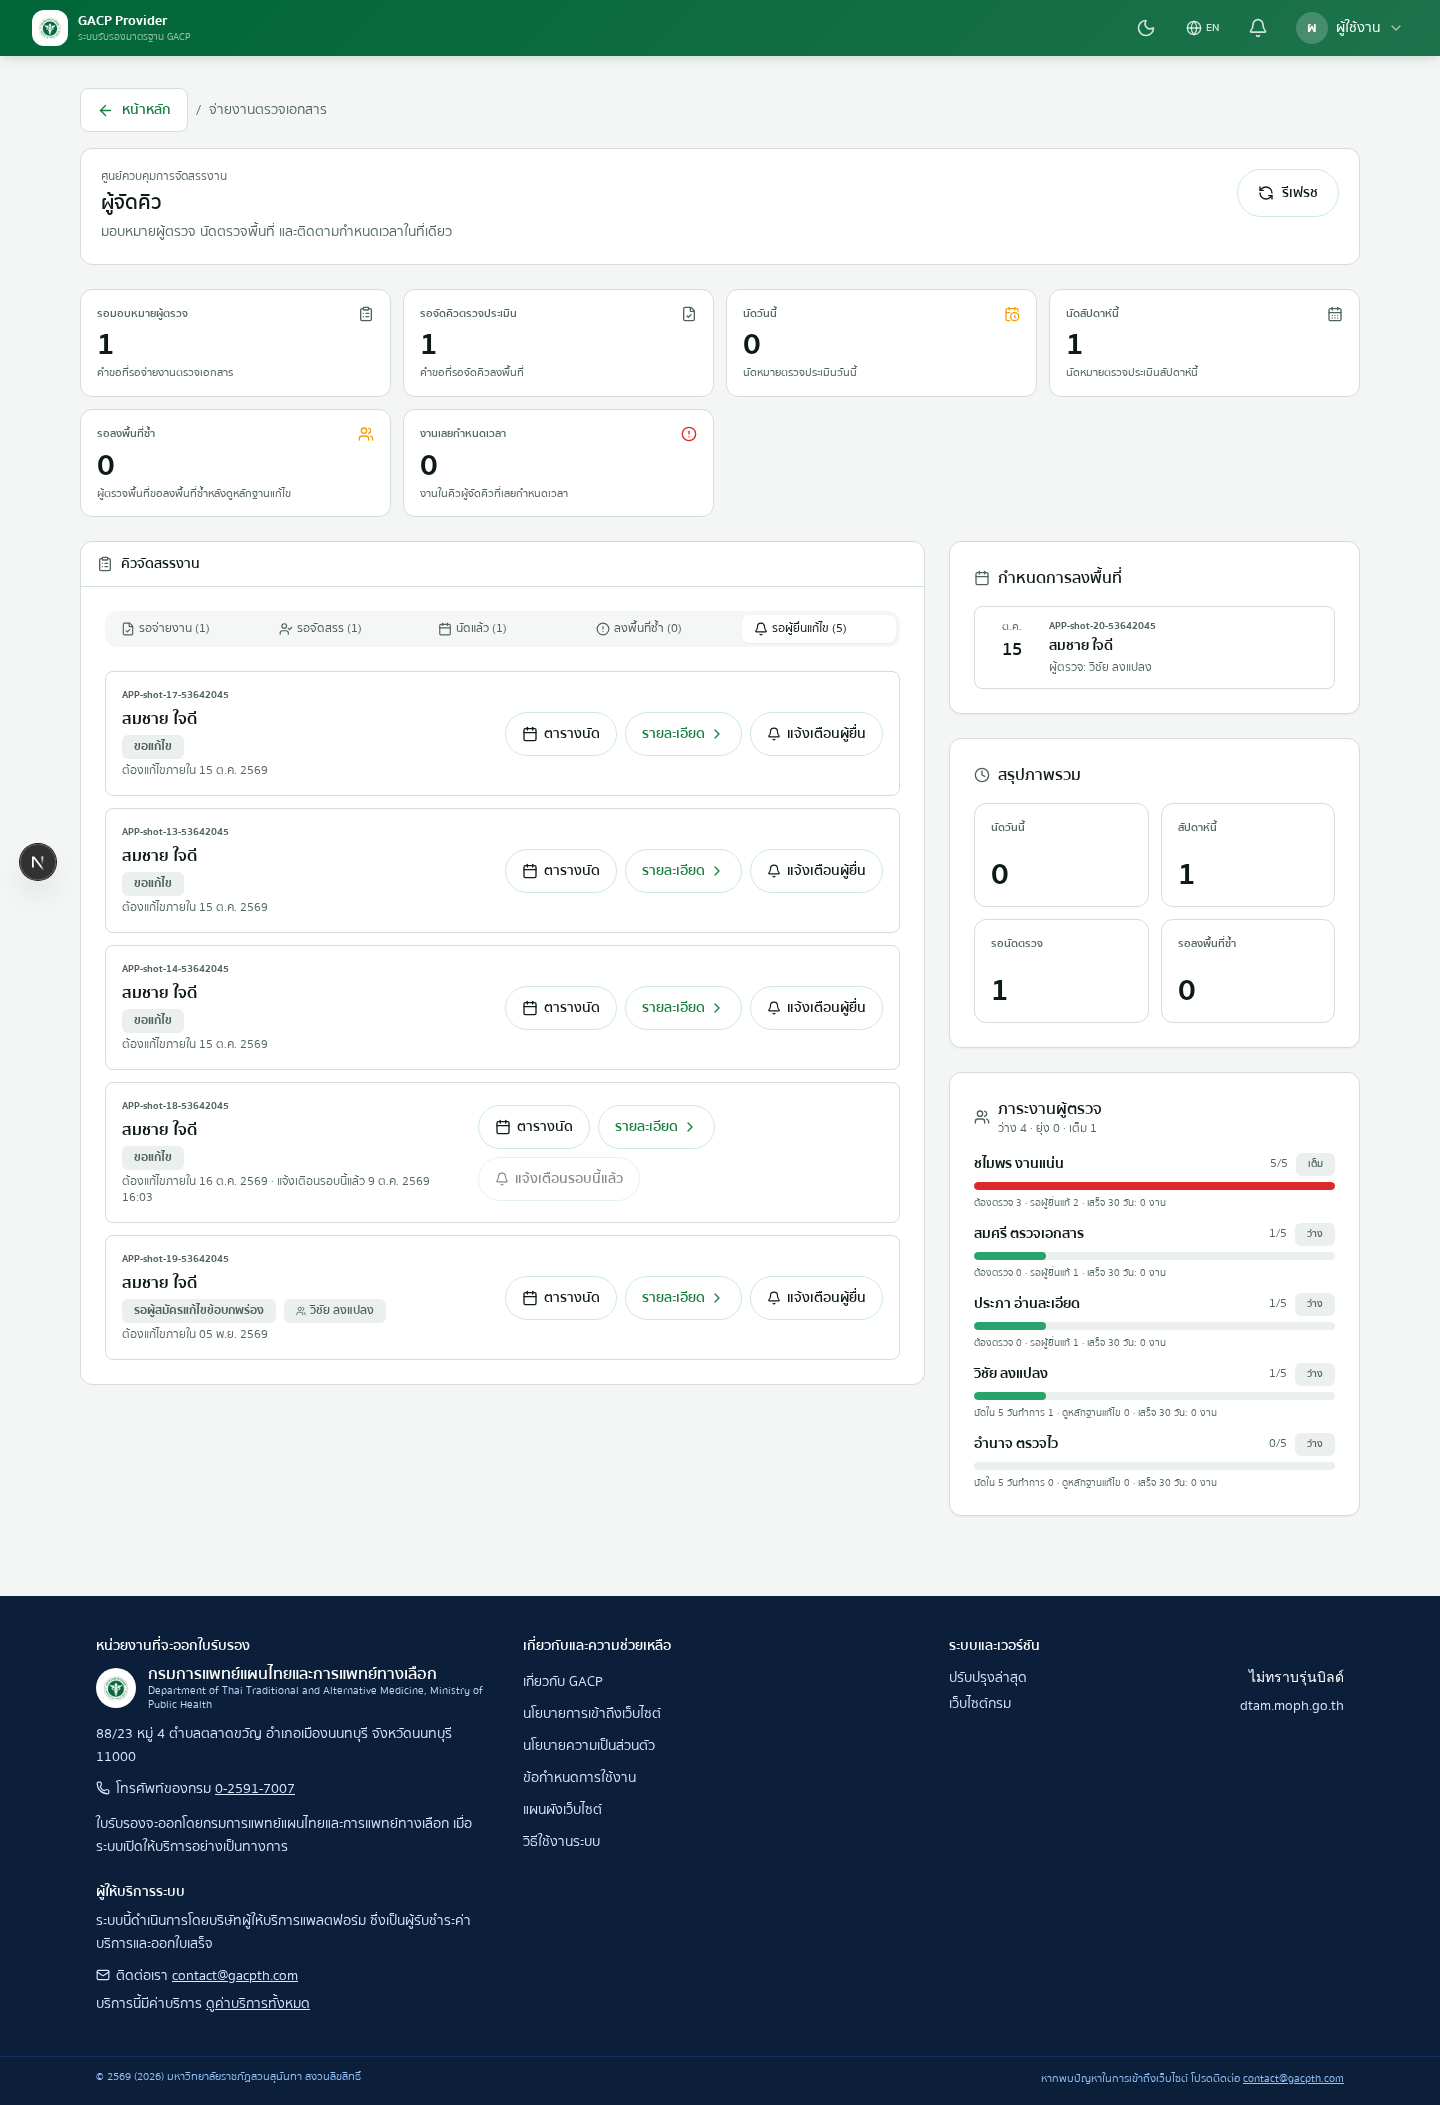 GACP Provider
ระบบรับรองมาตรฐาน GACP
EN
ผ
ผู้ใช้งาน
หน้าหลัก
/ จ่ายงานตรวจเอกสาร
ศูนย์ควบคุมการจัดสรรงาน
ผู้จัดคิว
มอบหมายผู้ตรวจ นัดตรวจพื้นที่ และติดตามกำหนดเวลาในที่เดียว
รีเฟรช
รอมอบหมายผู้ตรวจ
1
คำขอที่รอจ่ายงานตรวจเอกสาร
รอจัดคิวตรวจประเมิน
1
คำขอที่รอจัดคิวลงพื้นที่
นัดวันนี้
0
นัดหมายตรวจประเมินวันนี้
นัดสัปดาห์นี้
1
นัดหมายตรวจประเมินสัปดาห์นี้
รอลงพื้นที่ซ้ำ
0
ผู้ตรวจพื้นที่ขอลงพื้นที่ซ้ำหลังดูหลักฐานแก้ไข
งานเลยกำหนดเวลา
0
งานในคิวผู้จัดคิวที่เลยกำหนดเวลา
คิวจัดสรรงาน
รอจ่ายงาน (1)
รอจัดสรร (1)
นัดแล้ว (1)
ลงพื้นที่ซ้ำ (0)
รอผู้ยื่นแก้ไข (5)
APP-shot-17-53642045
สมชาย ใจดี
ขอแก้ไข
ต้องแก้ไขภายใน 15 ต.ค. 2569
ตารางนัด
รายละเอียด
แจ้งเตือนผู้ยื่น
APP-shot-13-53642045
สมชาย ใจดี
ขอแก้ไข
ต้องแก้ไขภายใน 15 ต.ค. 2569
ตารางนัด
รายละเอียด
แจ้งเตือนผู้ยื่น
APP-shot-14-53642045
สมชาย ใจดี
ขอแก้ไข
ต้องแก้ไขภายใน 15 ต.ค. 2569
ตารางนัด
รายละเอียด
แจ้งเตือนผู้ยื่น
APP-shot-18-53642045
สมชาย ใจดี
ขอแก้ไข
ต้องแก้ไขภายใน 16 ต.ค. 2569 · แจ้งเตือนรอบนี้แล้ว 9 ต.ค. 2569
16:03
ตารางนัด
รายละเอียด
แจ้งเตือนรอบนี้แล้ว
APP-shot-19-53642045
สมชาย ใจดี
รอผู้สมัครแก้ไขข้อบกพร่อง
วิชัย ลงแปลง
ต้องแก้ไขภายใน 05 พ.ย. 2569
ตารางนัด
รายละเอียด
แจ้งเตือนผู้ยื่น
กำหนดการลงพื้นที่
ต.ค.
15
APP-shot-20-53642045
สมชาย ใจดี
ผู้ตรวจ: วิชัย ลงแปลง
สรุปภาพรวม
นัดวันนี้
0
สัปดาห์นี้
1
รอนัดตรวจ
1
รอลงพื้นที่ซ้ำ
0
ภาระงานผู้ตรวจ
ว่าง 4 · ยุ่ง 0 · เต็ม 1
ชไมพร งานแน่น
5/5
เต็ม
ต้องตรวจ 3 · รอผู้ยื่นแก้ 2 · เสร็จ 30 วัน: 0 งาน
สมศรี ตรวจเอกสาร
1/5
ว่าง
ต้องตรวจ 0 · รอผู้ยื่นแก้ 1 · เสร็จ 30 วัน: 0 งาน
ประภา อ่านละเอียด
1/5
ว่าง
ต้องตรวจ 0 · รอผู้ยื่นแก้ 1 · เสร็จ 30 วัน: 0 งาน
วิชัย ลงแปลง
1/5
ว่าง
นัดใน 5 วันทำการ 1 · ดูหลักฐานแก้ไข 0 · เสร็จ 30 วัน: 0 งาน
อำนาจ ตรวจไว
0/5
ว่าง
นัดใน 5 วันทำการ 0 · ดูหลักฐานแก้ไข 0 · เสร็จ 30 วัน: 0 งาน
หน่วยงานที่จะออกใบรับรอง
กรมการแพทย์แผนไทยและการแพทย์ทางเลือก
Department of Thai Traditional and Alternative Medicine, Ministry of
Public Health
88/23 หมู่ 4 ตำบลตลาดขวัญ อำเภอเมืองนนทบุรี จังหวัดนนทบุรี
11000
โทรศัพท์ของกรม 0-2591-7007
ใบรับรองจะออกโดยกรมการแพทย์แผนไทยและการแพทย์ทางเลือก เมื่อ
ระบบเปิดให้บริการอย่างเป็นทางการ
ผู้ให้บริการระบบ
ระบบนี้ดำเนินการโดยบริษัทผู้ให้บริการแพลตฟอร์ม ซึ่งเป็นผู้รับชำระค่า
บริการและออกใบเสร็จ
ติดต่อเรา contact@gacpth.com
บริการนี้มีค่าบริการ ดูค่าบริการทั้งหมด
เกี่ยวกับและความช่วยเหลือ
เกี่ยวกับ GACP
นโยบายการเข้าถึงเว็บไซต์
นโยบายความเป็นส่วนตัว
ข้อกำหนดการใช้งาน
แผนผังเว็บไซต์
วิธีใช้งานระบบ
ระบบและเวอร์ชัน
ปรับปรุงล่าสุด
ไม่ทราบรุ่นบิลด์
เว็บไซต์กรม
dtam.moph.go.th
© 2569 (2026) มหาวิทยาลัยราชภัฏสวนสุนันทา สงวนลิขสิทธิ์
หากพบปัญหาในการเข้าถึงเว็บไซต์ โปรดติดต่อ contact@gacpth.com